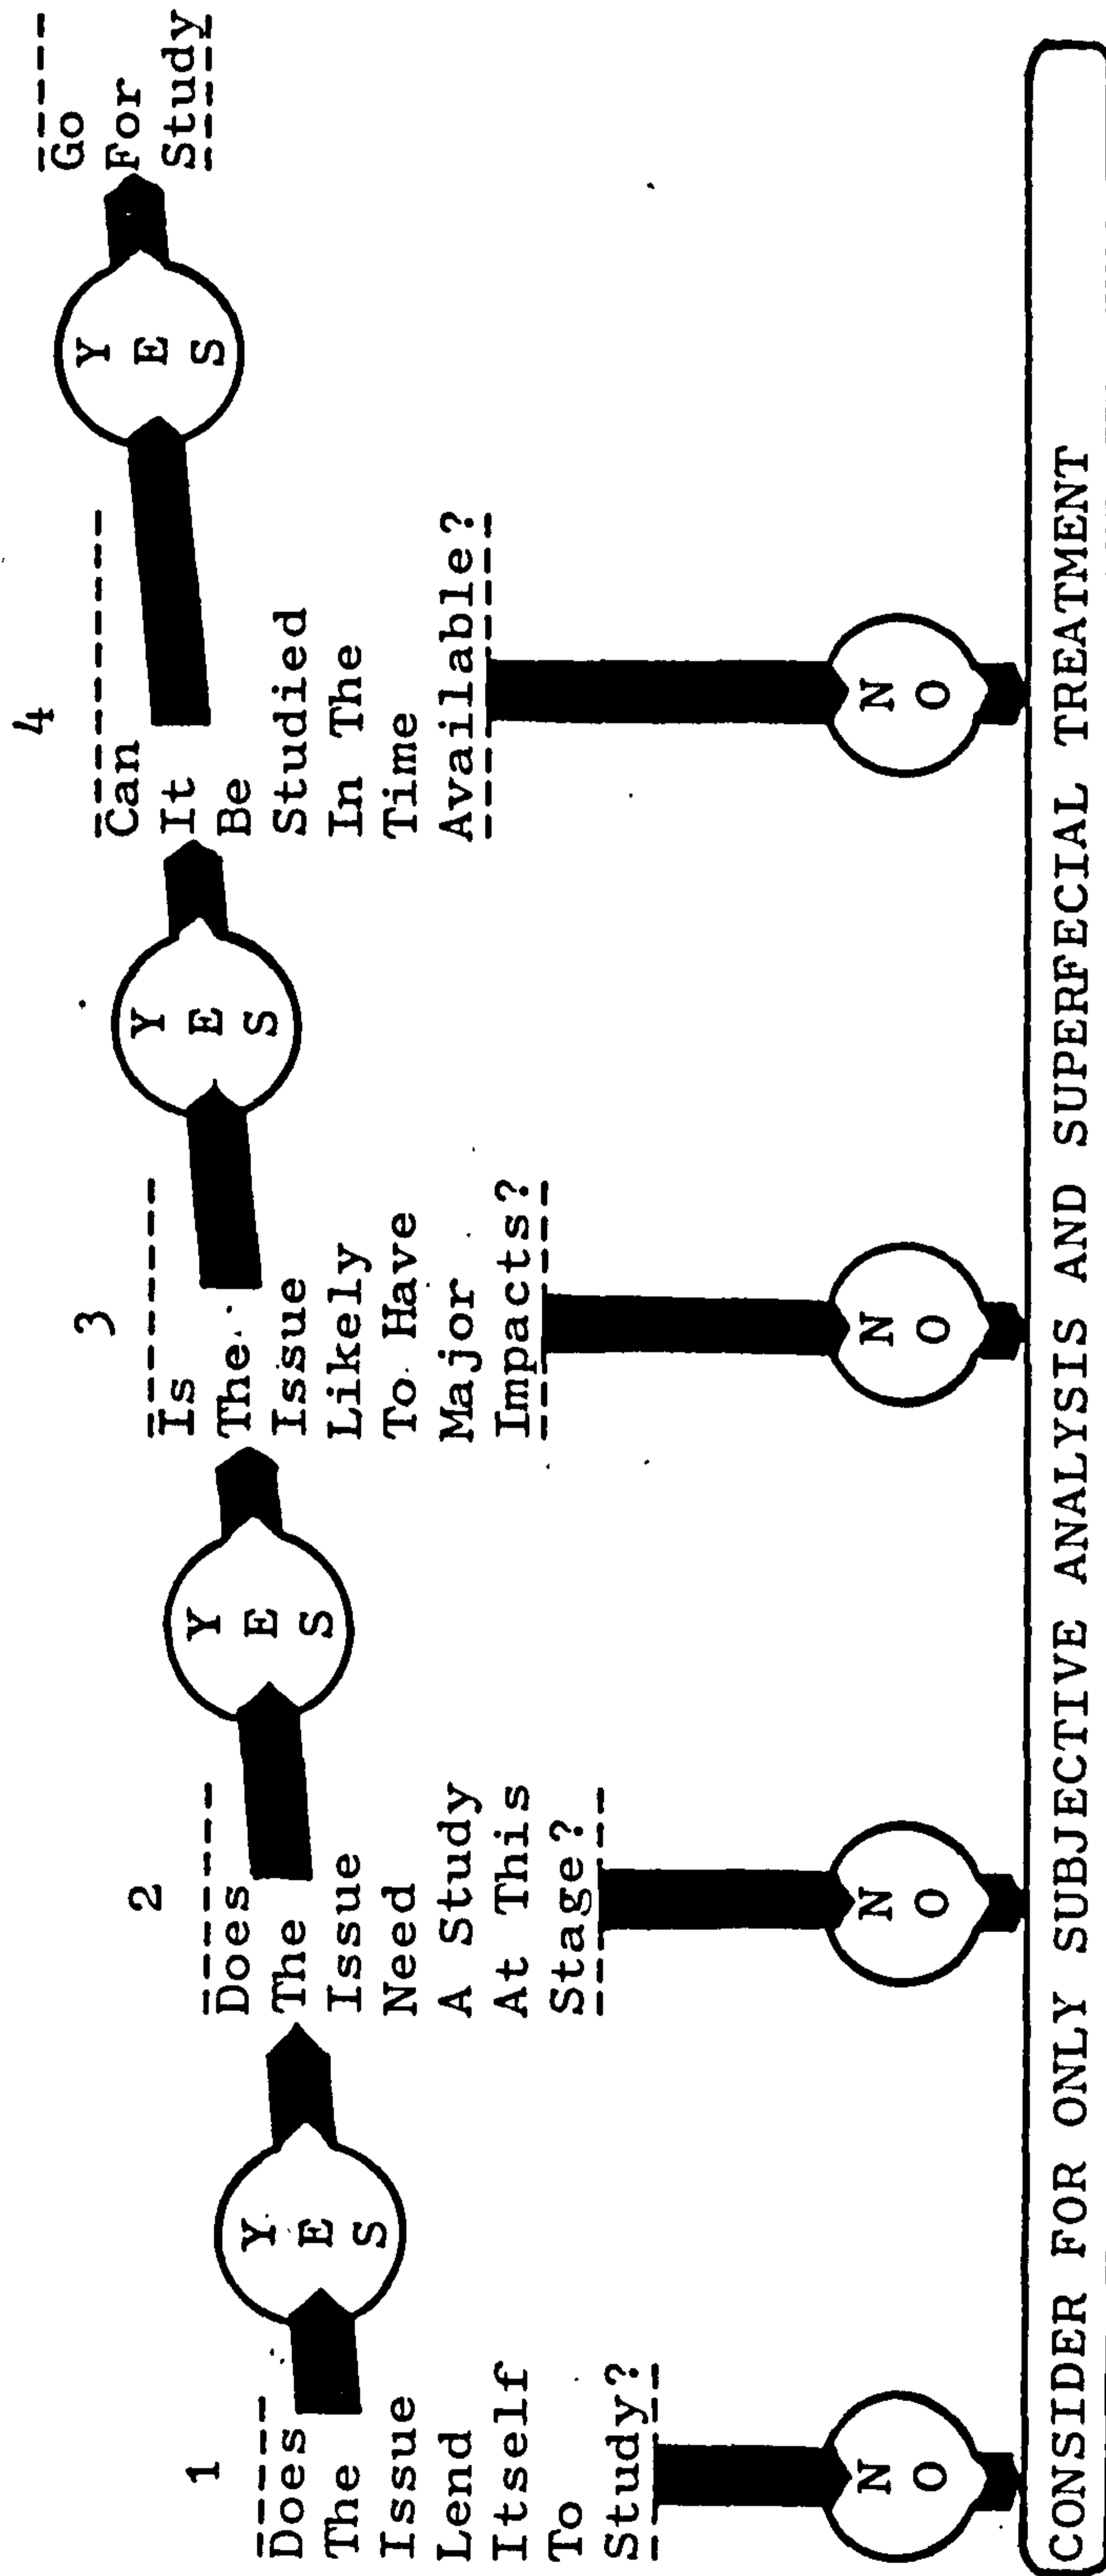 1
Does
The
Issue
Lend
Itself
To
Study?
YES
NO
2
Does
The
Issue
Need
A Study
At This
Stage?
YES
NO
3
Is
The
Issue
Likely
To Have
Major
Impacts?
YES
NO
4
Can
It
Be
Studied
In The
Time
Available?
YES
NO
Go
For
Study
CONSIDER FOR ONLY SUBJECTIVE ANALYSIS AND SUPERFECIAL TREATMENT